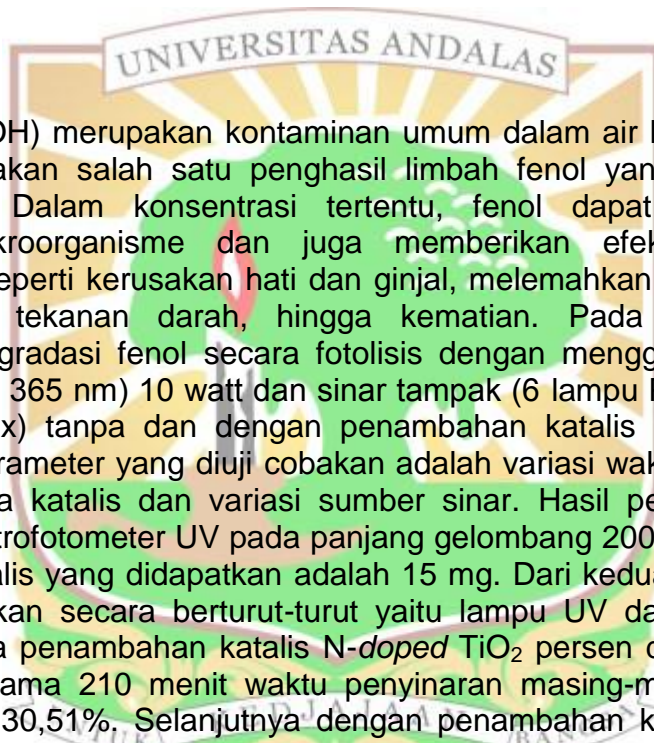 UNIVERSITAS ANDALAS
OH) merupakan kontaminan umum dalam air
akan salah satu penghasil limbah fenol yan
Dalam konsentrasi tertentu, fenol dapat
kroorganisme dan juga memberikan efek
seperti kerusakan hati dan ginjal, melemahkan
tekanan darah, hingga kematian. Pada
gradasi fenol secara fotolisis dengan mengg
365 nm) 10 watt dan sinar tampak (6 lampu
x) tanpa dan dengan penambahan katalis
rameter yang diuji cobakan adalah variasi wak
a katalis dan variasi sumber sinar. Hasil pe
trofotometer UV pada panjang gelombang 200
alis yang didapatkan adalah 15 mg. Dari kedua
kan secara berturut-turut yaitu lampu UV da
a penambahan katalis N-doped TiO₂ persen d
ama 210 menit waktu penyinaran masing-m
30,51%. Selanjutnya dengan penambahan k